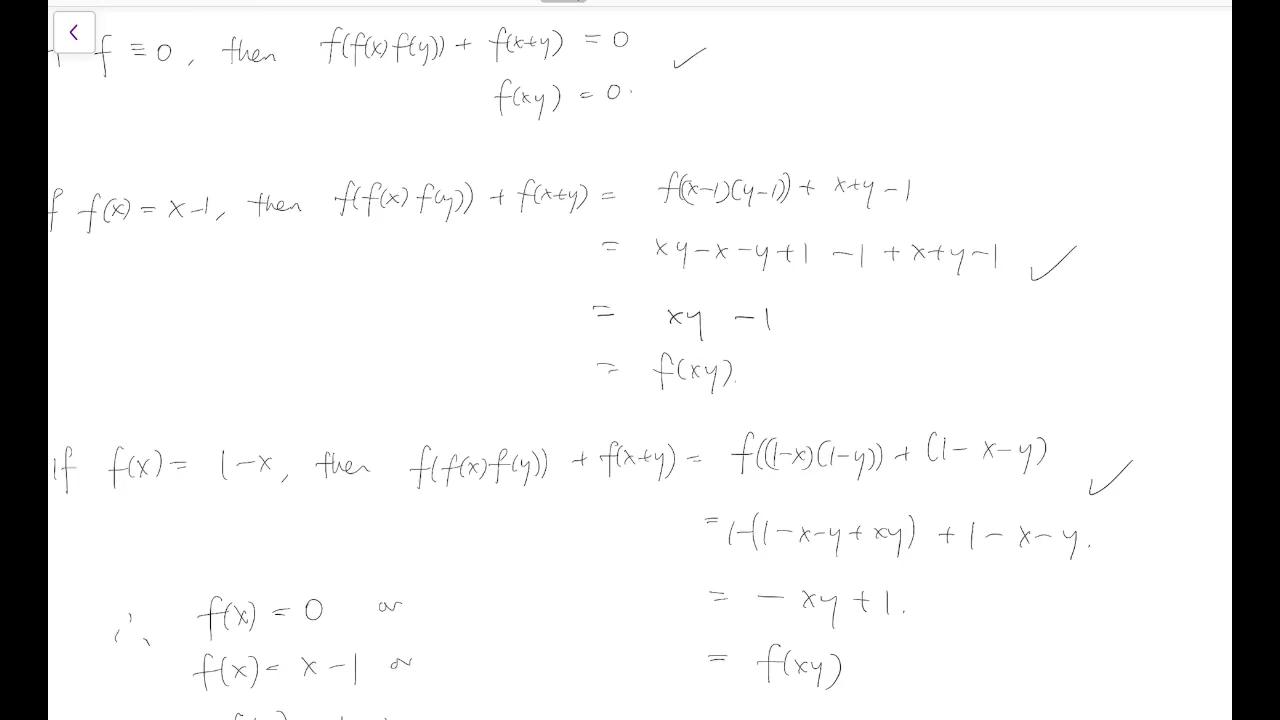 f ≡ 0, then f(f(x)f(y)) + f(x+y) = 0 ✓
f(xy) = 0.
f f(x) = x-1, then f(f(x)f(y)) + f(x+y) = f((x-1)(y-1)) + x+y-1
= xy-x-y+1 -1 +x+y-1 ✓
= xy -1
= f(xy).
If f(x) = 1-x, then f(f(x)f(y)) + f(x+y) = f((1-x)(1-y)) + (1-x-y) ✓
= 1-(1-x-y+xy) + 1-x-y.
= -xy+1.
= f(xy)
∴ f(x) = 0 or
f(x) = x-1 or